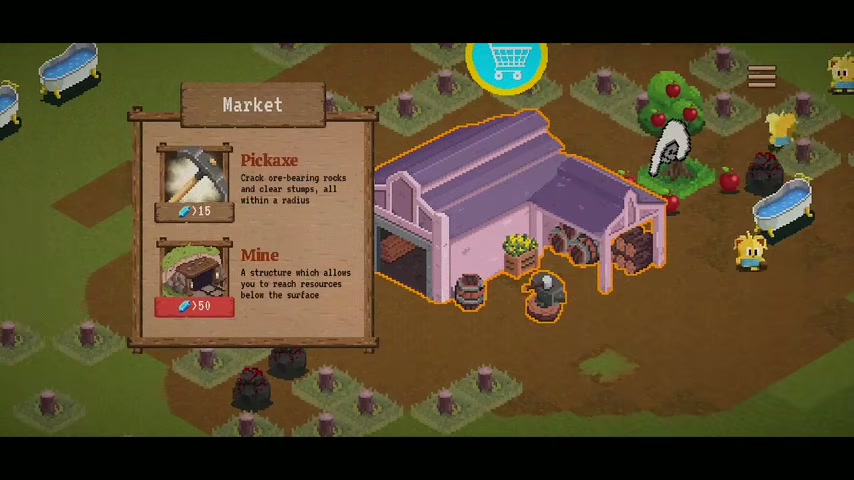 Market
Pickaxe
Crack ore-bearing rocks
and clear stumps, all
within a radius
>15
Mine
A structure which allows
you to reach resources
below the surface
>50